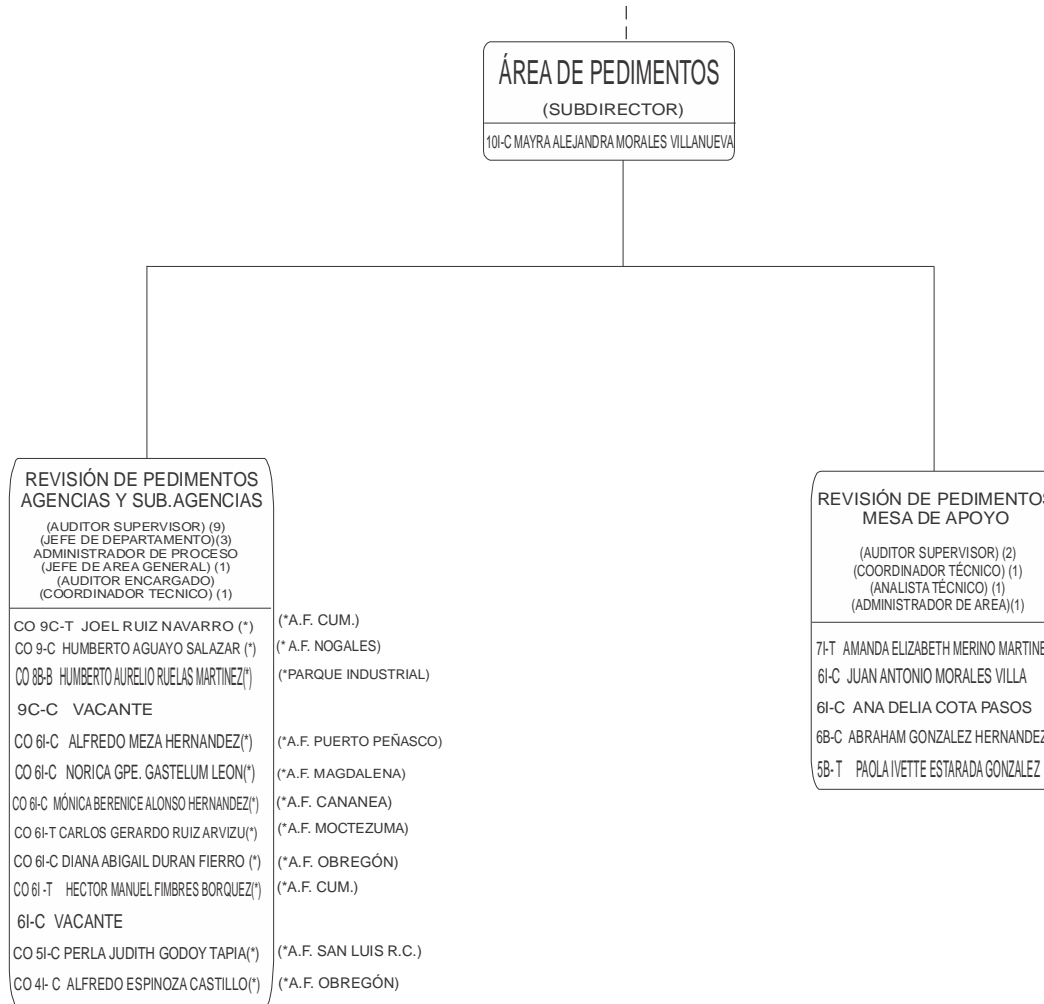 ÁREA DE PEDIMENTOS
(SUBDIRECTOR)
10I-C MAYRA ALEJANDRA MORALES VILLANUEVA
REVISIÓN DE PEDIMENTOS
AGENCIAS Y SUB.AGENCIAS
(AUDITOR SUPERVISOR) (9)
(JEFE DE DEPARTAMENTO)(3)
ADMINISTRADOR DE PROCESO
(JEFE DE AREA GENERAL) (1)
(AUDITOR ENCARGADO)
(COORDINADOR TECNICO) (1)
CO 9C-T JOEL RUIZ NAVARRO (*) (*A.F. CUM.)
CO 9-C HUMBERTO AGUAYO SALAZAR (*) (* A.F. NOGALES)
CO 8B-B HUMBERTO AURELIO RUELAS MARTINEZ(*) (*PARQUE INDUSTRIAL)
9C-C VACANTE
CO 6I-C ALFREDO MEZA HERNANDEZ(*) (*A.F. PUERTO PEÑASCO)
CO 6I-C NORICA GPE. GASTELUM LEON(*) (*A.F. MAGDALENA)
CO 6I-C MÓNICA BERENICE ALONSO HERNANDEZ(*) (*A.F. CANANEA)
CO 6I-T CARLOS GERARDO RUIZ ARVIZU(*) (*A.F. MOCTEZUMA)
CO 6I-C DIANA ABIGAIL DURAN FIERRO (*) (*A.F. OBREGÓN)
CO 6I -T HECTOR MANUEL FIMBRES BORQUEZ(*) (*A.F. CUM.)
6I-C VACANTE
CO 5I-C PERLA JUDITH GODOY TAPIA(*) (*A.F. SAN LUIS R.C.)
CO 4I- C ALFREDO ESPINOZA CASTILLO(*) (*A.F. OBREGÓN)
REVISIÓN DE PEDIMENTOS
MESA DE APOYO
(AUDITOR SUPERVISOR) (2)
(COORDINADOR TÉCNICO) (1)
(ANALISTA TÉCNICO) (1)
(ADMINISTRADOR DE AREA)(1)
7I-T AMANDA ELIZABETH MERINO MARTINE
6I-C JUAN ANTONIO MORALES VILLA
6I-C ANA DELIA COTA PASOS
6B-C ABRAHAM GONZALEZ HERNANDEZ
5B- T PAOLA IVETTE ESTARADA GONZALEZ